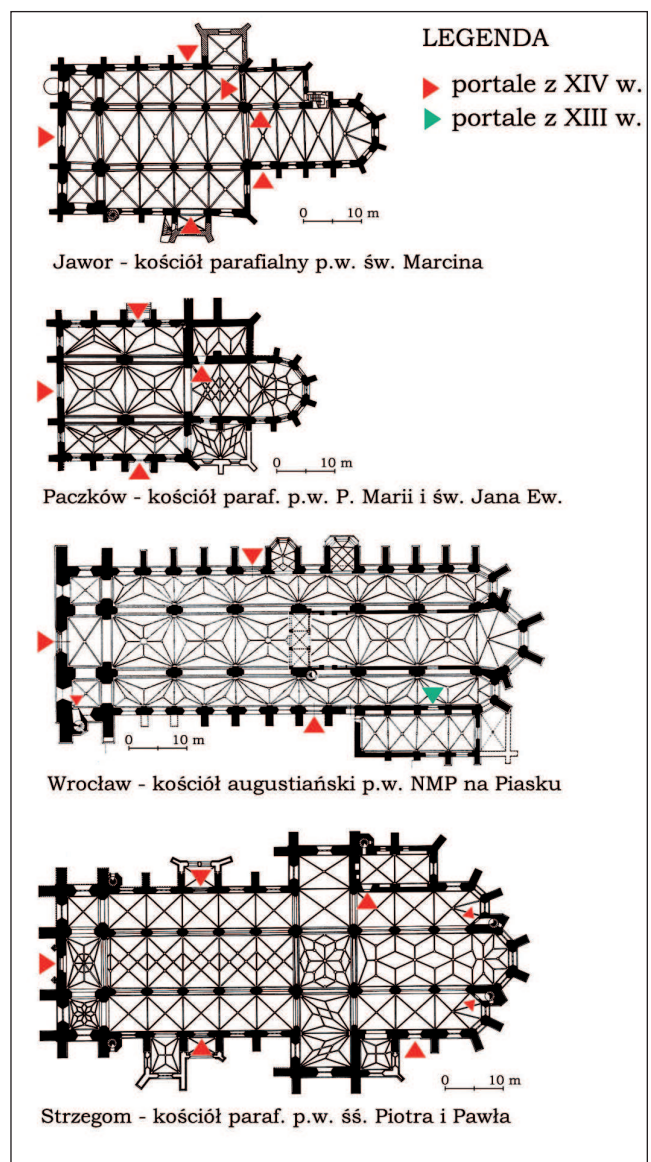 LEGENDA
portale z XIV w.
portale z XIII w.
0 10 m
Jawor - kościół parafialny p.w. św. Marcina
0 10 m
Paczków - kościół paraf. p.w. P. Marii i św. Jana Ew.
0 10 m
Wrocław - kościół augustiański p.w. NMP na Piasku
0 10 m
Strzegom - kościół paraf. p.w. śś. Piotra i Pawła